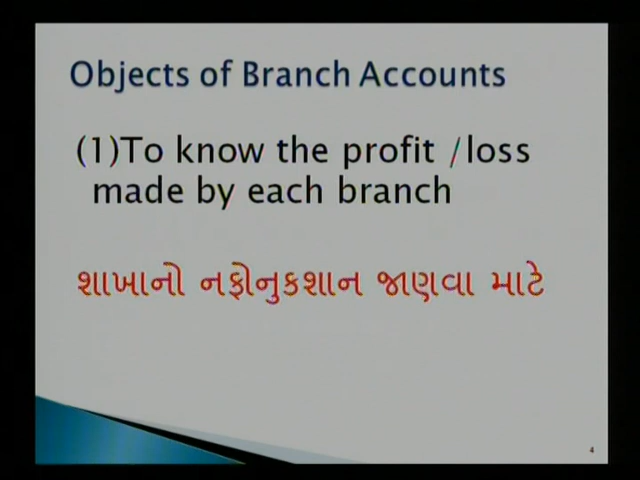 Objects of Branch Accounts
(1)To know the profit /loss
made by each branch
શાખાનો નફોનુકશાન જાણવા માટે
4